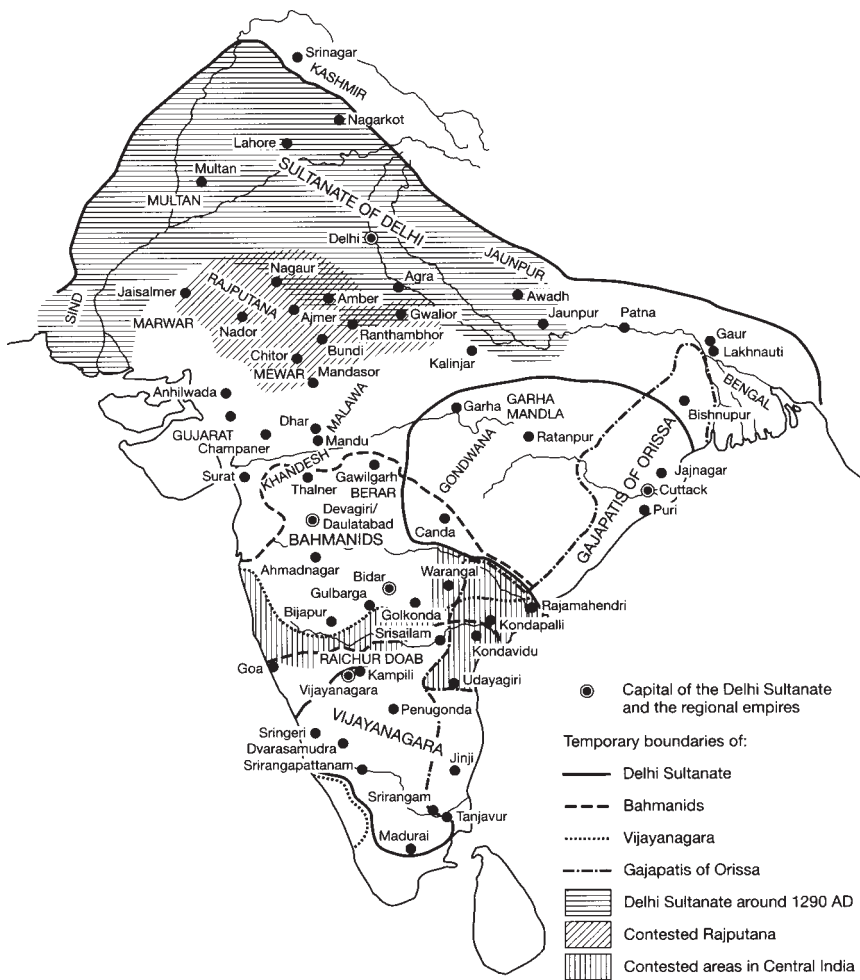 Srinagar
KASHMIR
Nagarkot
Lahore
Multan
MULTAN
SULTANATE OF DELHI
Delhi
JAUNPUR
Nagaur
Agra
Jaisalmer
RAJPUTANA
Amber
Awadh
SIND
MARWAR
Ajmer
Gwalior
Jaunpur
Patna
Nador
Ranthambhor
Gaur
Bundi
Lakhnauti
Chitor
Kalinjar
MEWAR
Mandasor
BENGAL
Anhilwada
MALAWA
Garha
GARHA
MANDLA
Bishnupur
Dhar
GUJARAT
Mandu
Ratanpur
Champaner
GONDWANA
GAJAPATIS OF ORISSA
Jajnagar
KHANDESH
Gawilgarh
Surat
Thalner
BERAR
Cuttack
Puri
Devagiri/
Daulatabad
Canda
BAHMANIDS
Ahmadnagar
Bidar
Warangal
Gulbarga
Rajamahendri
Bijapur
Golkonda
Kondapalli
Srisailam
Kondavidu
RAICHUR DOAB
Goa
Kampili
Vijayanagara
Udayagiri
Penugonda
VIJAYANAGARA
Sringeri
Dvarasamudra
Jinji
Srirangapattanam
Srirangam
Tanjavur
Madurai
Capital of the Delhi Sultanate
and the regional empires
Temporary boundaries of:
Delhi Sultanate
Bahmanids
Vijayanagara
Gajapatis of Orissa
Delhi Sultanate around 1290 AD
Contested Rajputana
Contested areas in Central India